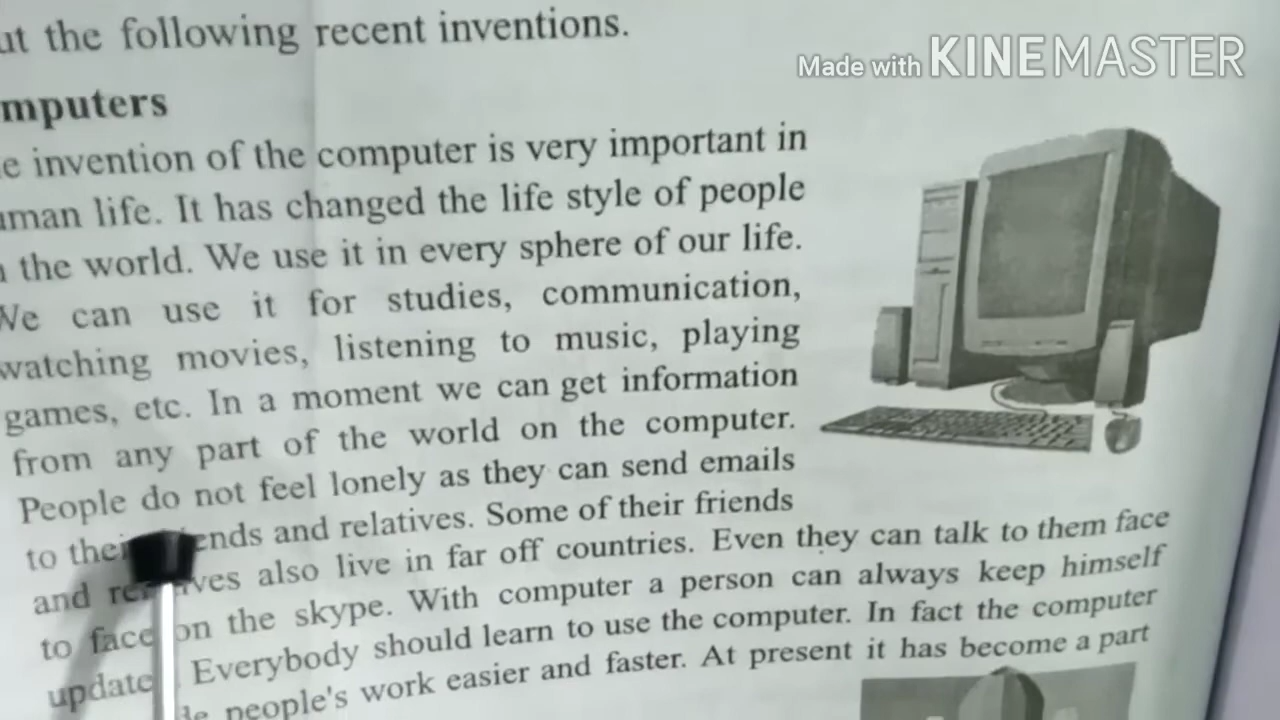 ut the following recent inventions.
Made with KINEMASTER
mputers
e invention of the computer is very important in
uman life. It has changed the life style of people
the world. We use it in every sphere of our life.
We can use it for studies, communication,
watching movies, listening to music, playing
games, etc. In a moment we can get information
from any part of the world on the computer.
People do not feel lonely as they can send emails
to their ends and relatives. Some of their friends
and ves also live in far off countries. Even they can talk to them face
to face on the skype. With computer a person can always keep himself
update Everybody should learn to use the computer. In fact the computer
people's work easier and faster. At present it has become a part